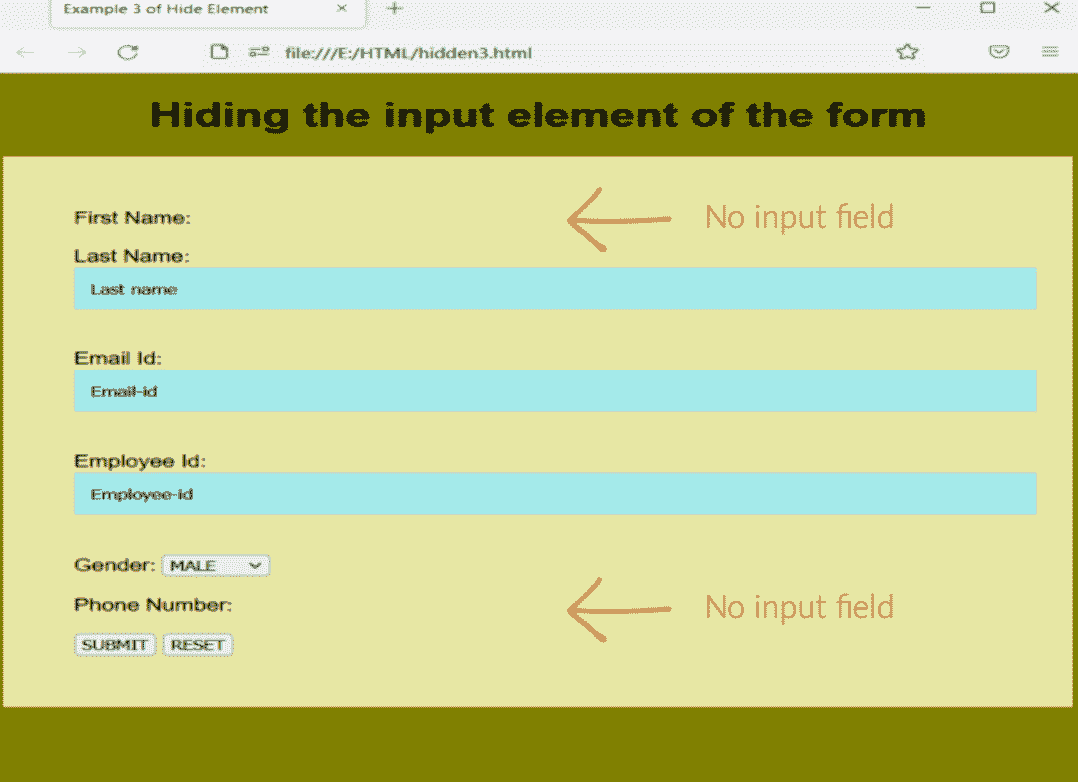 Example 3 of Hide Element
file:///E:/HTML/hidden3.html
Hiding the input element of the form
First Name:
No input field
Last Name:
Last name
Email Id:
Email-id
Employee Id:
Employee-id
Gender: MALE
Phone Number:
No input field
SUBMIT RESET